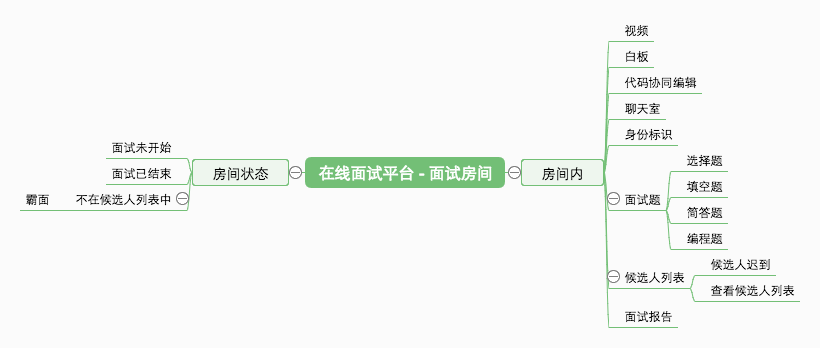 在线面试平台 - 面试房间
房间状态
面试未开始
面试已结束
不在候选人列表中
霸面
房间内
视频
白板
代码协同编辑
聊天室
身份标识
面试题
选择题
填空题
简答题
编程题
候选人列表
候选人迟到
查看候选人列表
面试报告